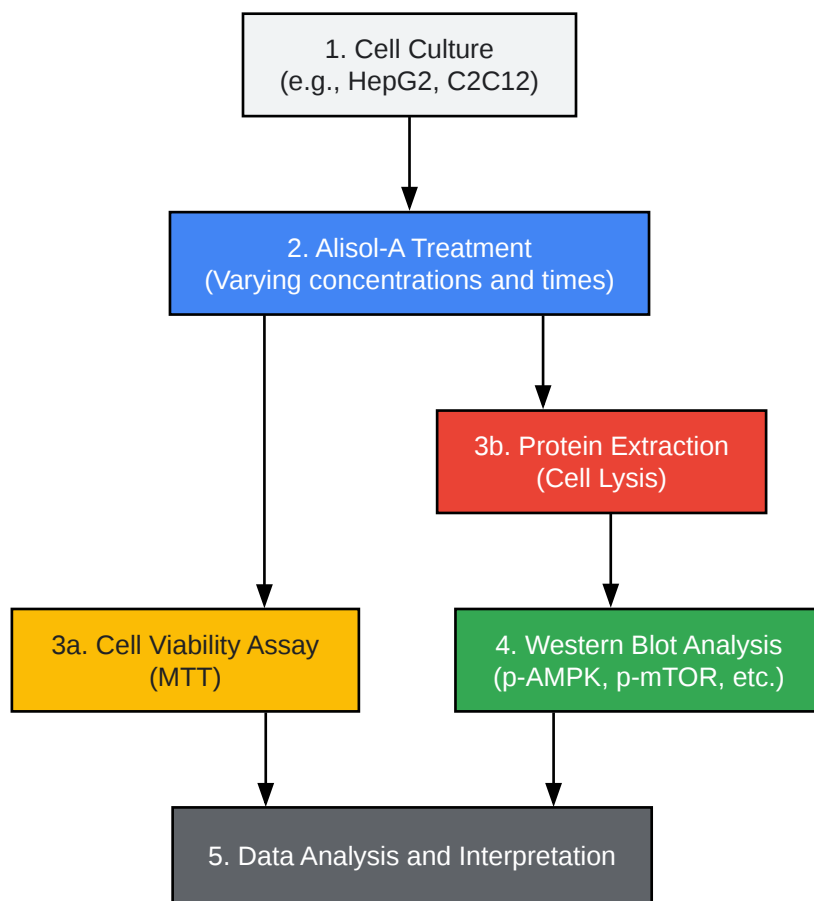 1. Cell Culture
(e.g., HepG2, C2C12)
2. Alisol-A Treatment
(Varying concentrations and times)
3b. Protein Extraction
(Cell Lysis)
3a. Cell Viability Assay
(MTT)
4. Western Blot Analysis
(p-AMPK, p-mTOR, etc.)
5. Data Analysis and Interpretation